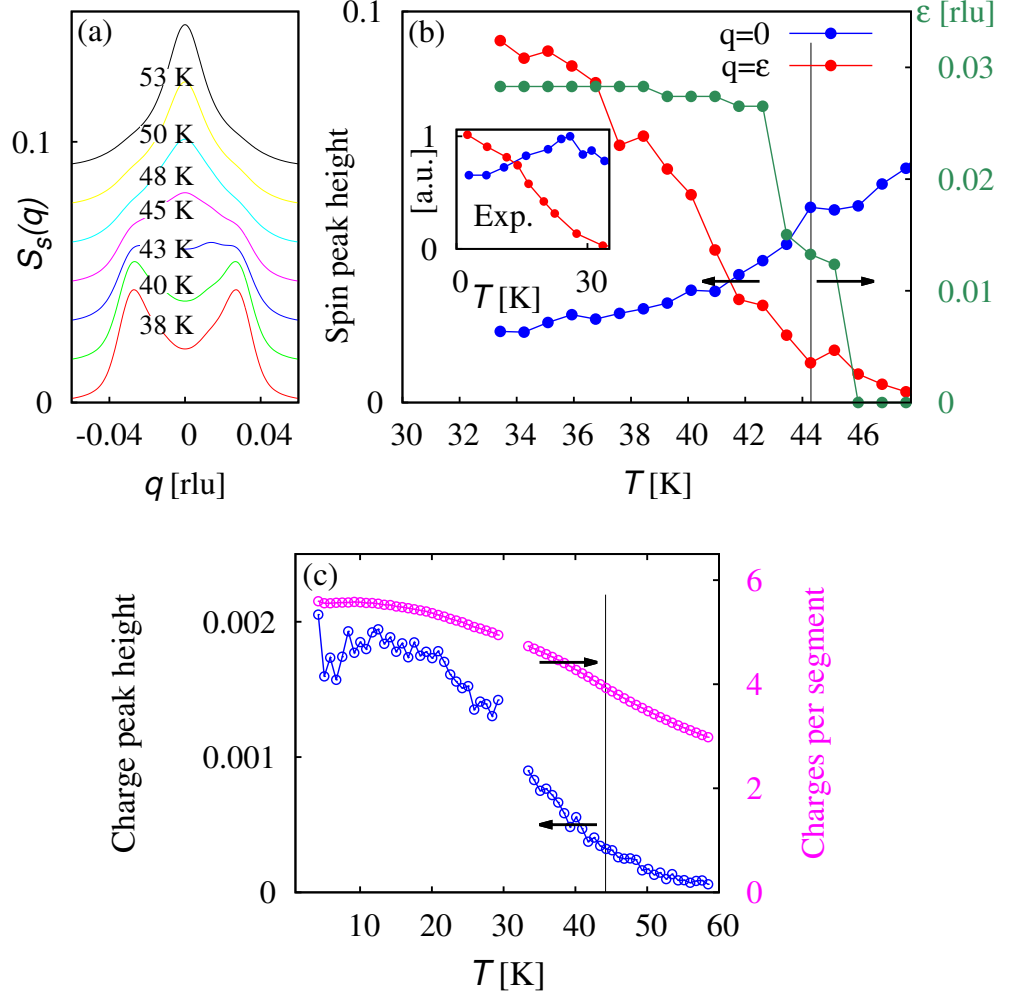 (a)
53 K
50 K
48 K
45 K
43 K
40 K
38 K
0.1
0
Ss(q)
-0.04 0 0.04
q [rlu]
(b)
q=0
q=ε
ε [rlu]
0.03
0.02
0.01
0
Spin peak height
0.1
0
30 32 34 36 38 40 42 44 46
T [K]
1
[a.u.]
0
Exp.
0 30
T [K]
(c)
Charge peak height
0.002
0.001
0
6
4
2
0
Charges per segment
10 20 30 40 50 60
T [K]